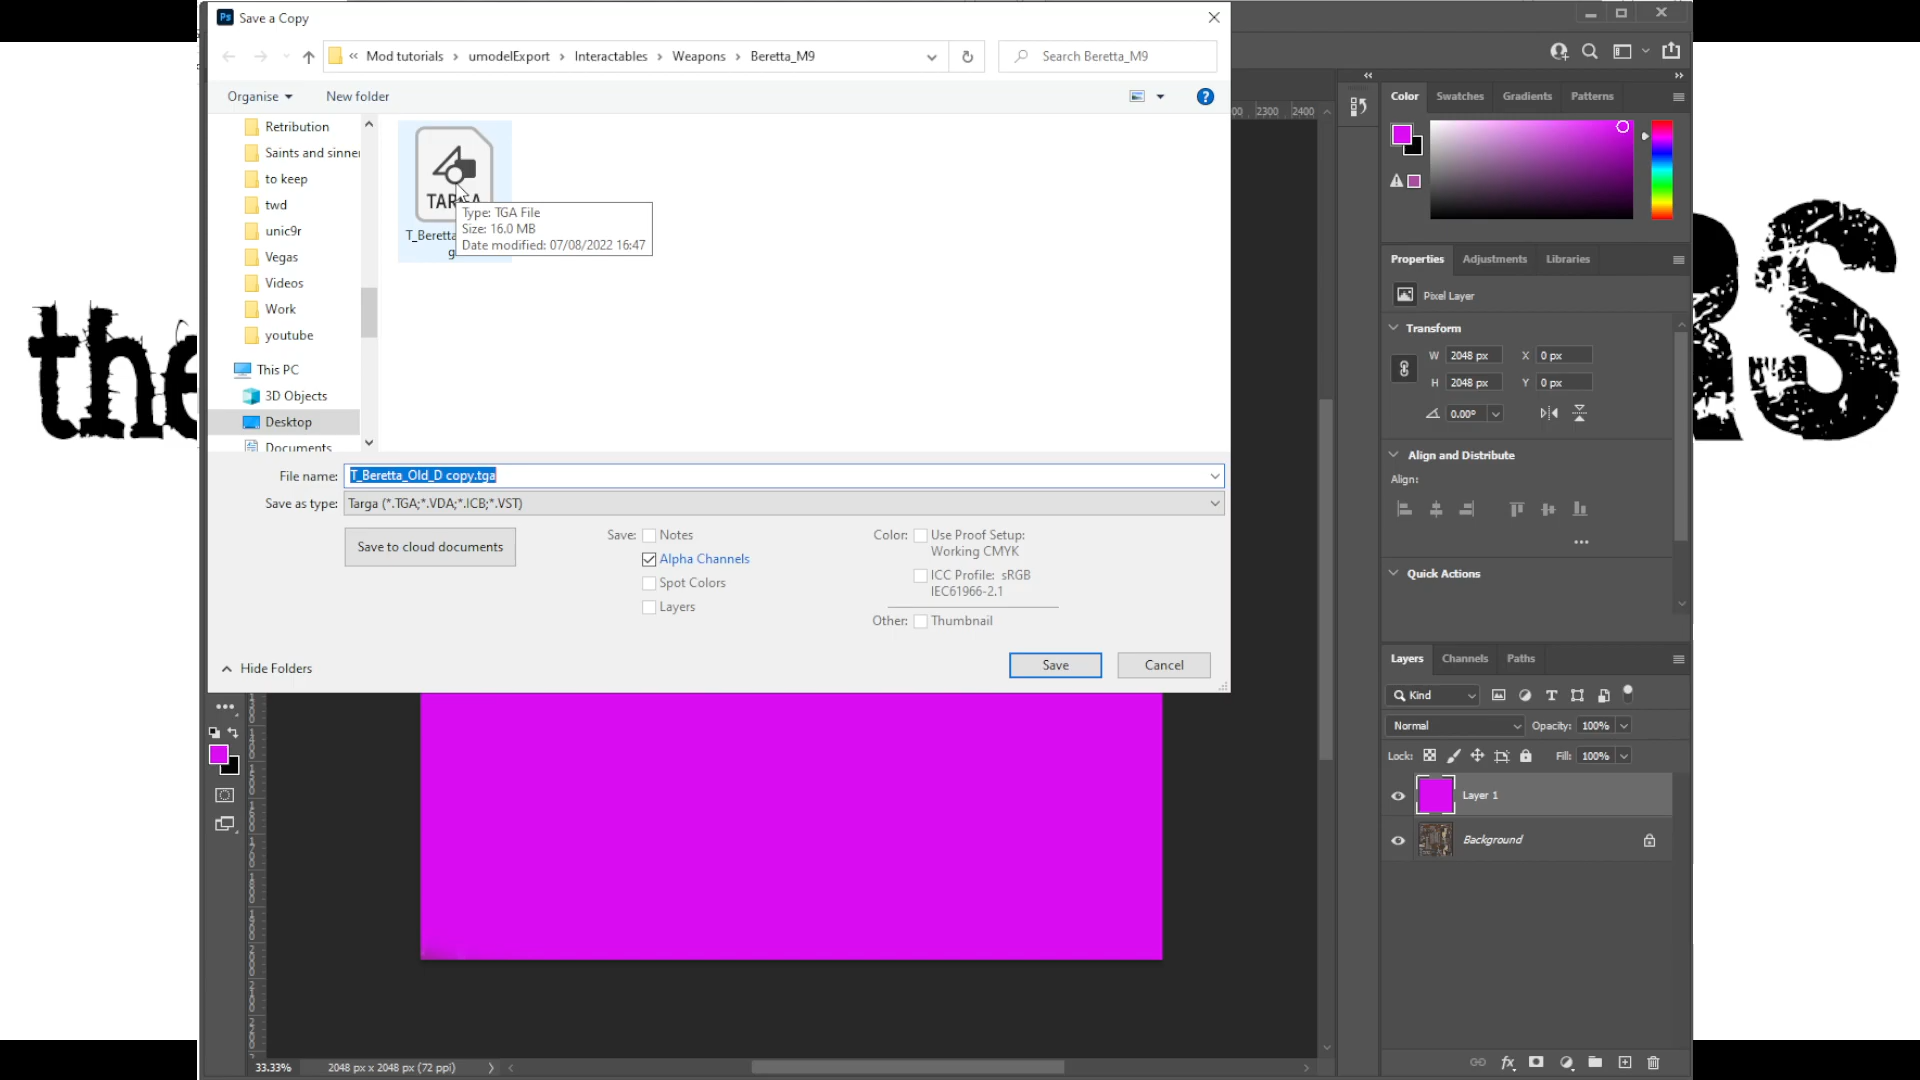 Ps Save a Copy
« Mod tutorials › umodelExport › Interactables › Weapons › Beretta_M9
Search Beretta_M9
Organise
New folder
?
Retribution
Saints and sinner
to keep
twd
unic9r
Vegas
Videos
Work
youtube
This PC
3D Objects
Desktop
Documents
T_Beretta
g
Type: TGA File
Size: 16.0 MB
Date modified: 07/08/2022 16:47
File name: T_Beretta_Old_D copy.tga
Save as type: Targa (*.TGA;*.VDA;*.ICB;*.VST)
Save to cloud documents
Save:
Notes
Alpha Channels
Spot Colors
Layers
Color:
Use Proof Setup:
Working CMYK
ICC Profile: sRGB
IEC61966-2.1
Other:
Thumbnail
Hide Folders
Save
Cancel
2300 2400
Color Swatches Gradients Patterns
Properties Adjustments Libraries
Pixel Layer
Transform
W 2048 px X 0 px
H 2048 px Y 0 px
0.00°
Align and Distribute
Align:
Quick Actions
Layers Channels Paths
Kind
Normal Opacity: 100%
Lock: Fill: 100%
Layer 1
Background
fx
33.33% 2048 px x 2048 px (72 ppi)
the
RS